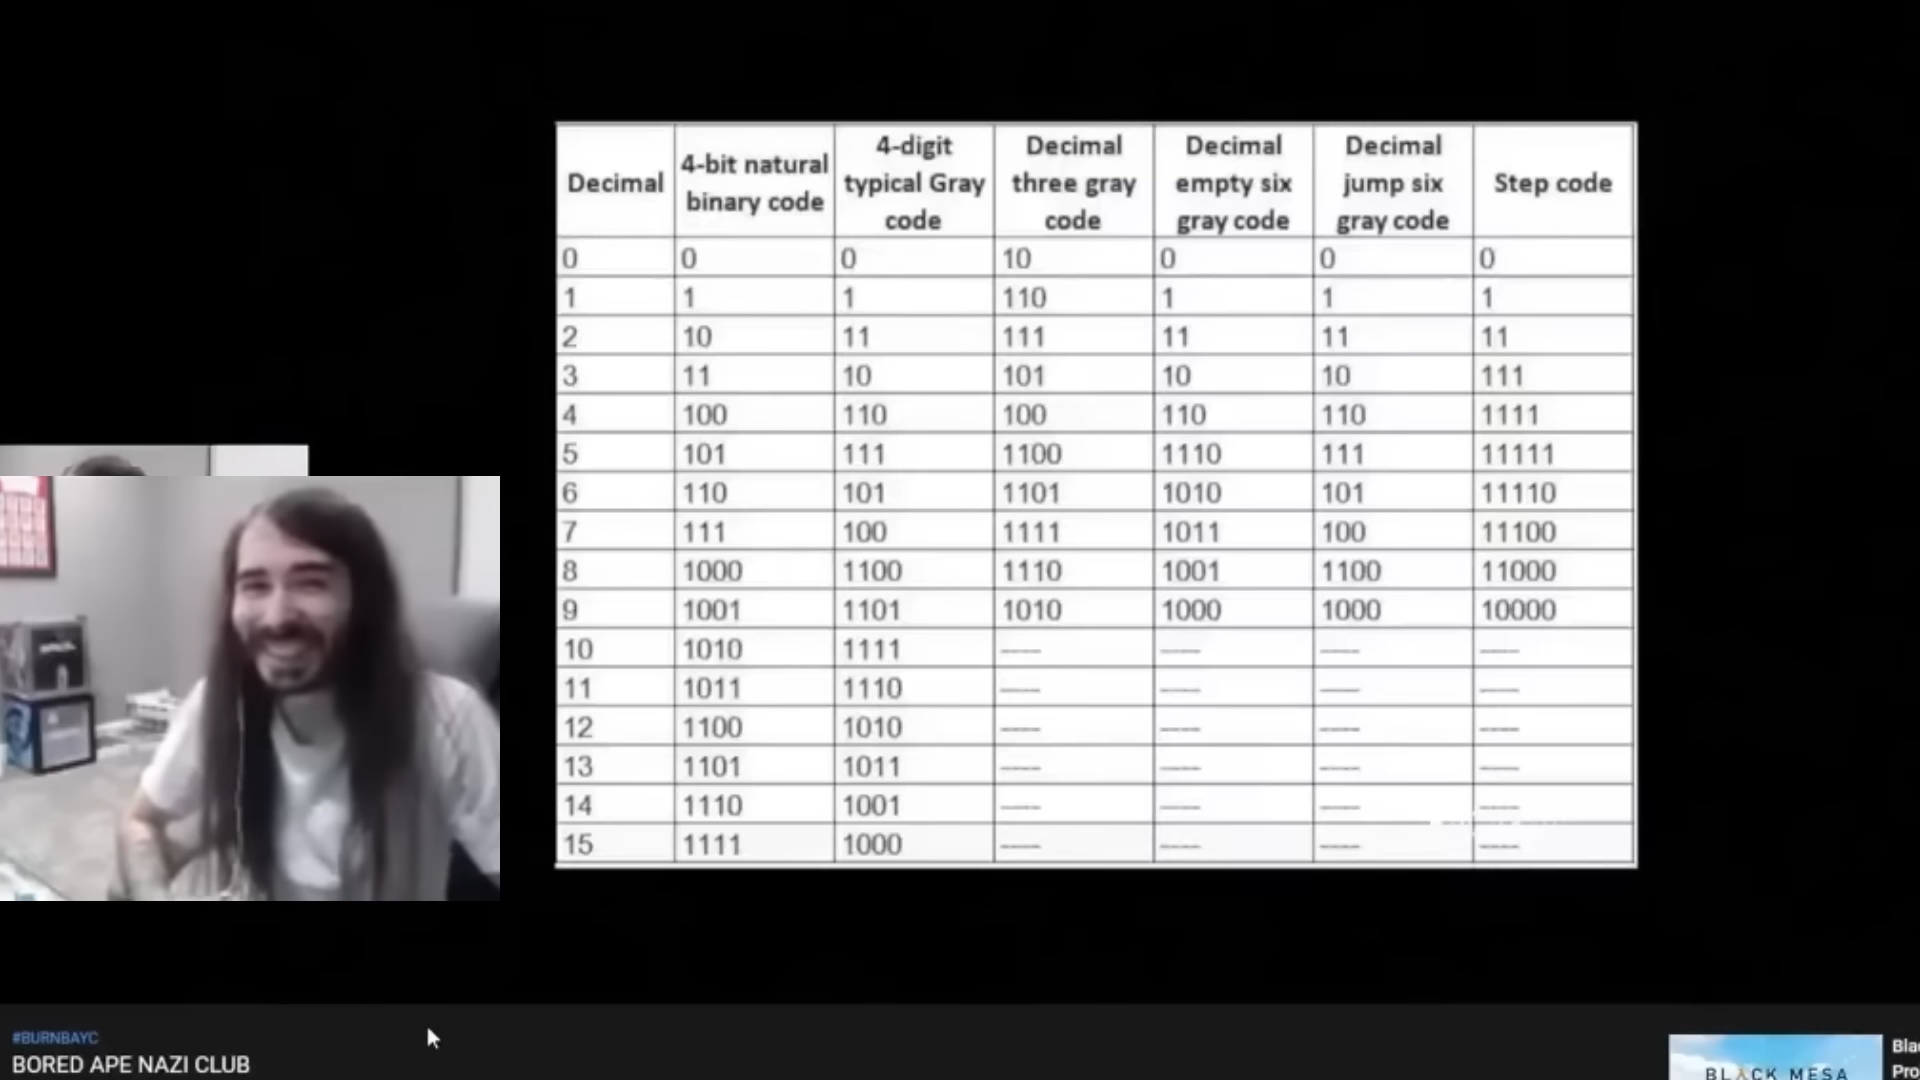 Decimal 4-bit natural binary code 4-digit typical Gray code Decimal three gray code Decimal empty six gray code Decimal jump six gray code Step code
0 0 0 10 0 0 0
1 1 1 110 1 1 1
2 10 11 111 11 11 11
3 11 10 101 10 10 111
4 100 110 100 110 110 1111
5 101 111 1100 1110 111 11111
6 110 101 1101 1010 101 11110
7 111 100 1111 1011 100 11100
8 1000 1100 1110 1001 1100 11000
9 1001 1101 1010 1000 1000 10000
10 1010 1111 ---- ---- ---- ----
11 1011 1110 ---- ---- ---- ----
12 1100 1010 ---- ---- ---- ----
13 1101 1011 ---- ---- ---- ----
14 1110 1001 ---- ---- ---- ----
15 1111 1000 ---- ---- ---- ----
#BURNBAYC
BORED APE NAZI CLUB
BLACK MESA
Bla
Pro